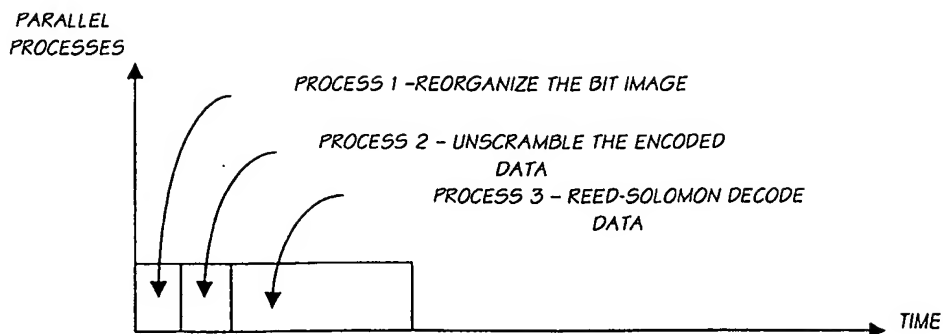 PARALLEL
PROCESSES
PROCESS 1 -REORGANIZE THE BIT IMAGE
PROCESS 2 - UNSCRAMBLE THE ENCODED
DATA
PROCESS 3 - REED-SOLOMON DECODE
DATA
TIME